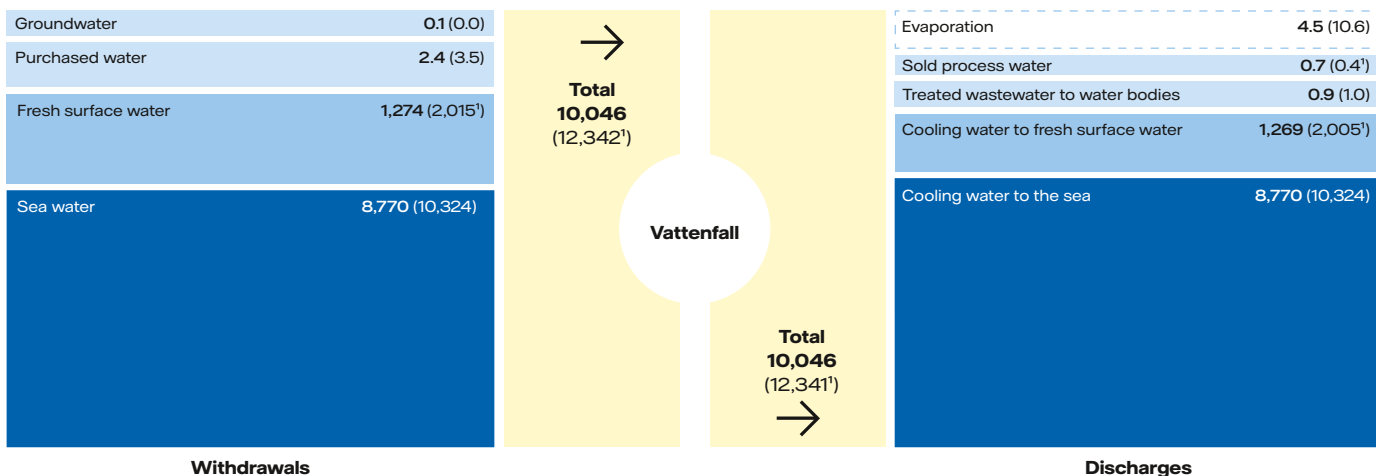 Groundwater 0.1 (0.0)
Purchased water 2.4 (3.5)
Fresh surface water 1,274 (2,015¹)
Sea water 8,770 (10,324)
Withdrawals
Total
10,046
(12,342¹)
Vattenfall
Total
10,046
(12,341¹)
Evaporation 4.5 (10.6)
Sold process water 0.7 (0.4¹)
Treated wastewater to water bodies 0.9 (1.0)
Cooling water to fresh surface water 1,269 (2,005¹)
Cooling water to the sea 8,770 (10,324)
Discharges